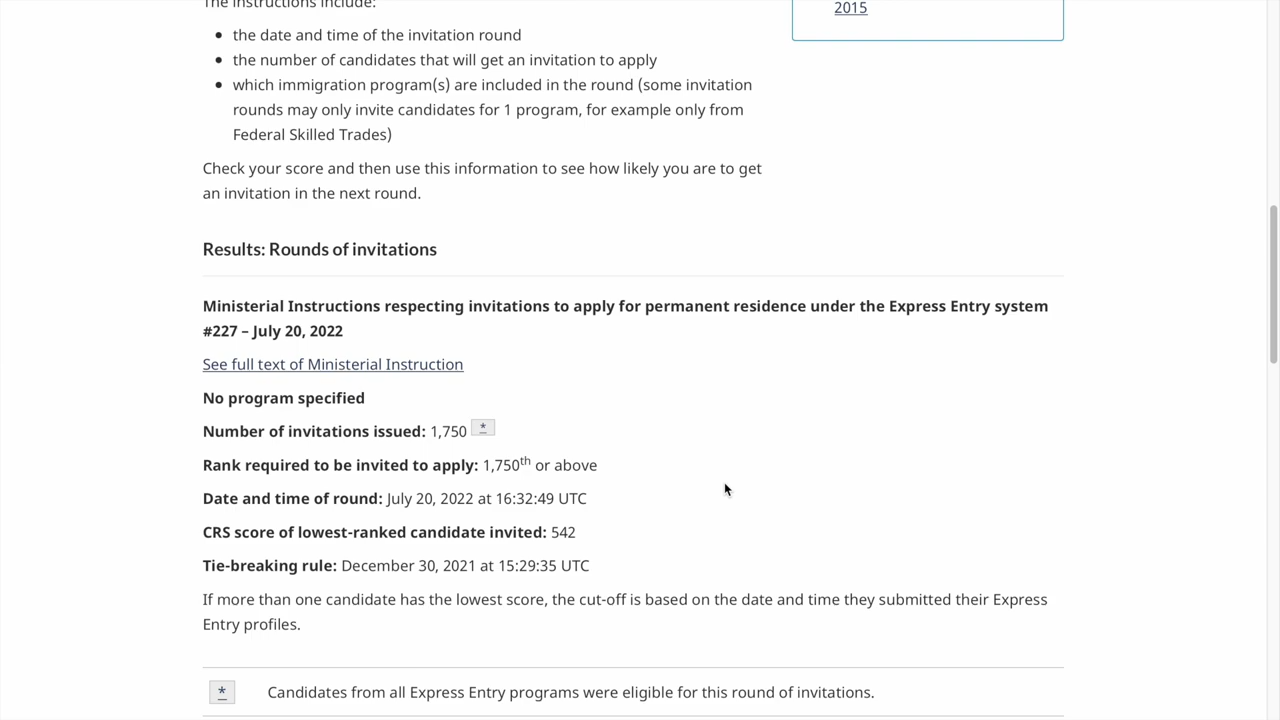 The instructions include:
2015
• the date and time of the invitation round
• the number of candidates that will get an invitation to apply
• which immigration program(s) are included in the round (some invitation
rounds may only invite candidates for 1 program, for example only from
Federal Skilled Trades)
Check your score and then use this information to see how likely you are to get
an invitation in the next round.
Results: Rounds of invitations
Ministerial Instructions respecting invitations to apply for permanent residence under the Express Entry system
#227 – July 20, 2022
See full text of Ministerial Instruction
No program specified
Number of invitations issued: 1,750 *
Rank required to be invited to apply: 1,750th or above
Date and time of round: July 20, 2022 at 16:32:49 UTC
CRS score of lowest-ranked candidate invited: 542
Tie-breaking rule: December 30, 2021 at 15:29:35 UTC
If more than one candidate has the lowest score, the cut-off is based on the date and time they submitted their Express
Entry profiles.
* Candidates from all Express Entry programs were eligible for this round of invitations.